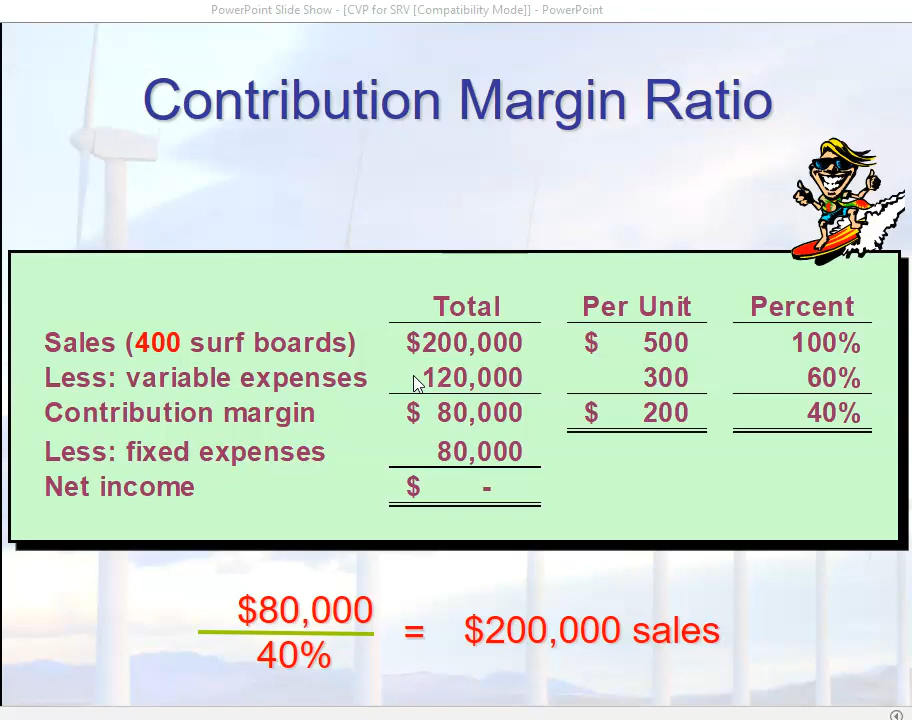 PowerPoint Slide Show - [CVP for SRV [Compatibility Mode]] - PowerPoint
Contribution Margin Ratio
Total Per Unit Percent
Sales (400 surf boards) $200,000 $ 500 100%
Less: variable expenses 120,000 300 60%
Contribution margin $ 80,000 $ 200 40%
Less: fixed expenses 80,000
Net income $ -
$80,000
= $200,000 sales
40%